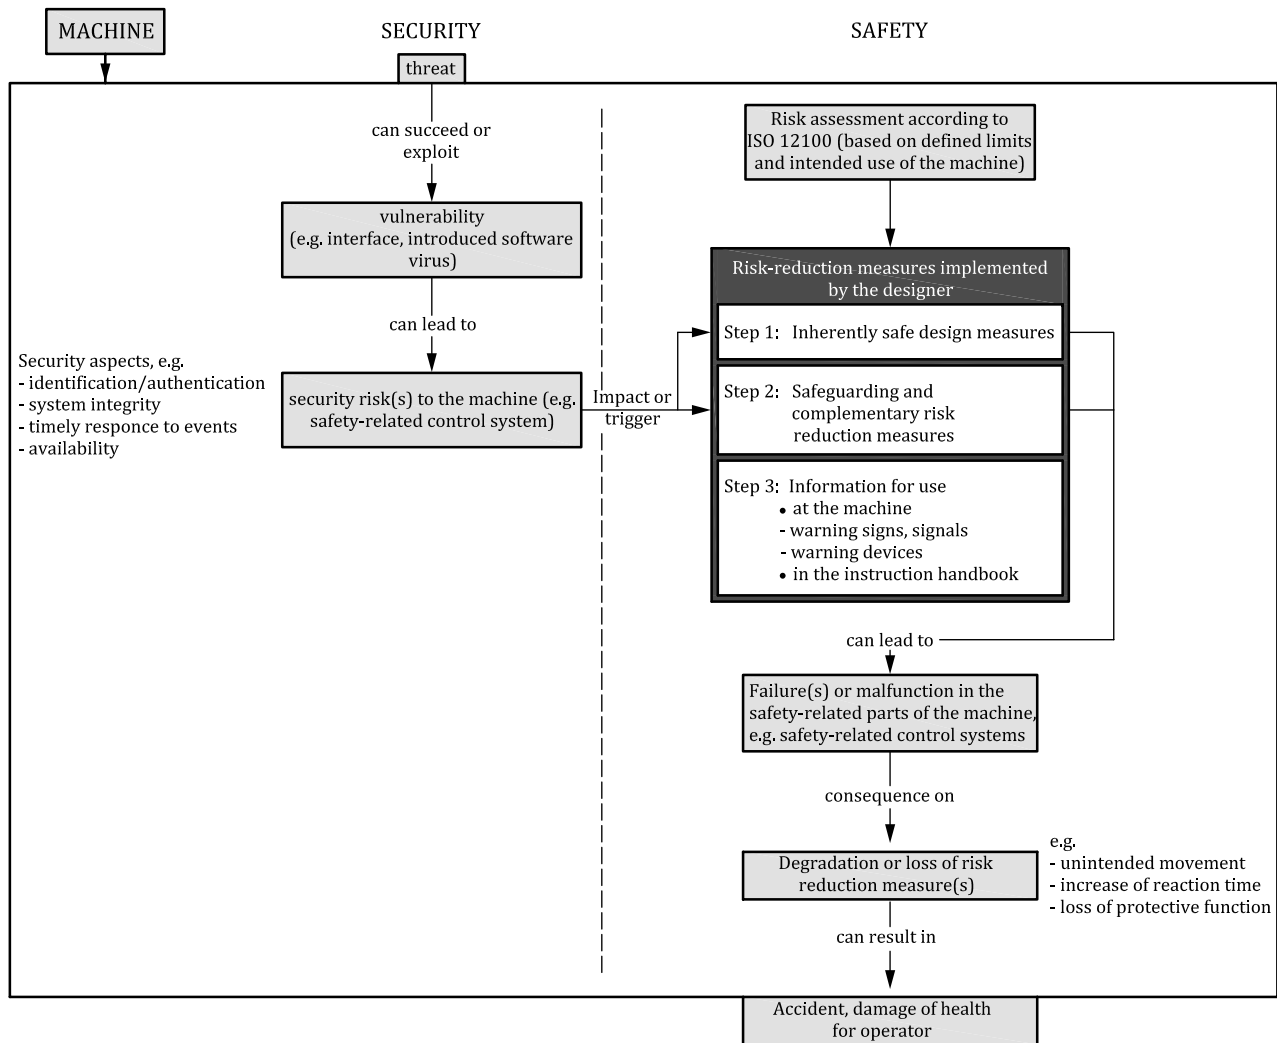 MACHINE
SECURITY
SAFETY
threat
can succeed or
exploit
vulnerability
(e.g. interface, introduced software
virus)
can lead to
Security aspects, e.g.
- identification/authentication
- system integrity
- timely responce to events
- availability
security risk(s) to the machine (e.g.
safety-related control system)
Impact or
trigger
Risk assessment according to
ISO 12100 (based on defined limits
and intended use of the machine)
Risk-reduction measures implemented
by the designer
Step 1: Inherently safe design measures
Step 2: Safeguarding and
complementary risk
reduction measures
Step 3: Information for use
• at the machine
- warning signs, signals
- warning devices
• in the instruction handbook
can lead to
Failure(s) or malfunction in the
safety-related parts of the machine,
e.g. safety-related control systems
consequence on
Degradation or loss of risk
reduction measure(s)
e.g.
- unintended movement
- increase of reaction time
- loss of protective function
can result in
Accident, damage of health
for operator